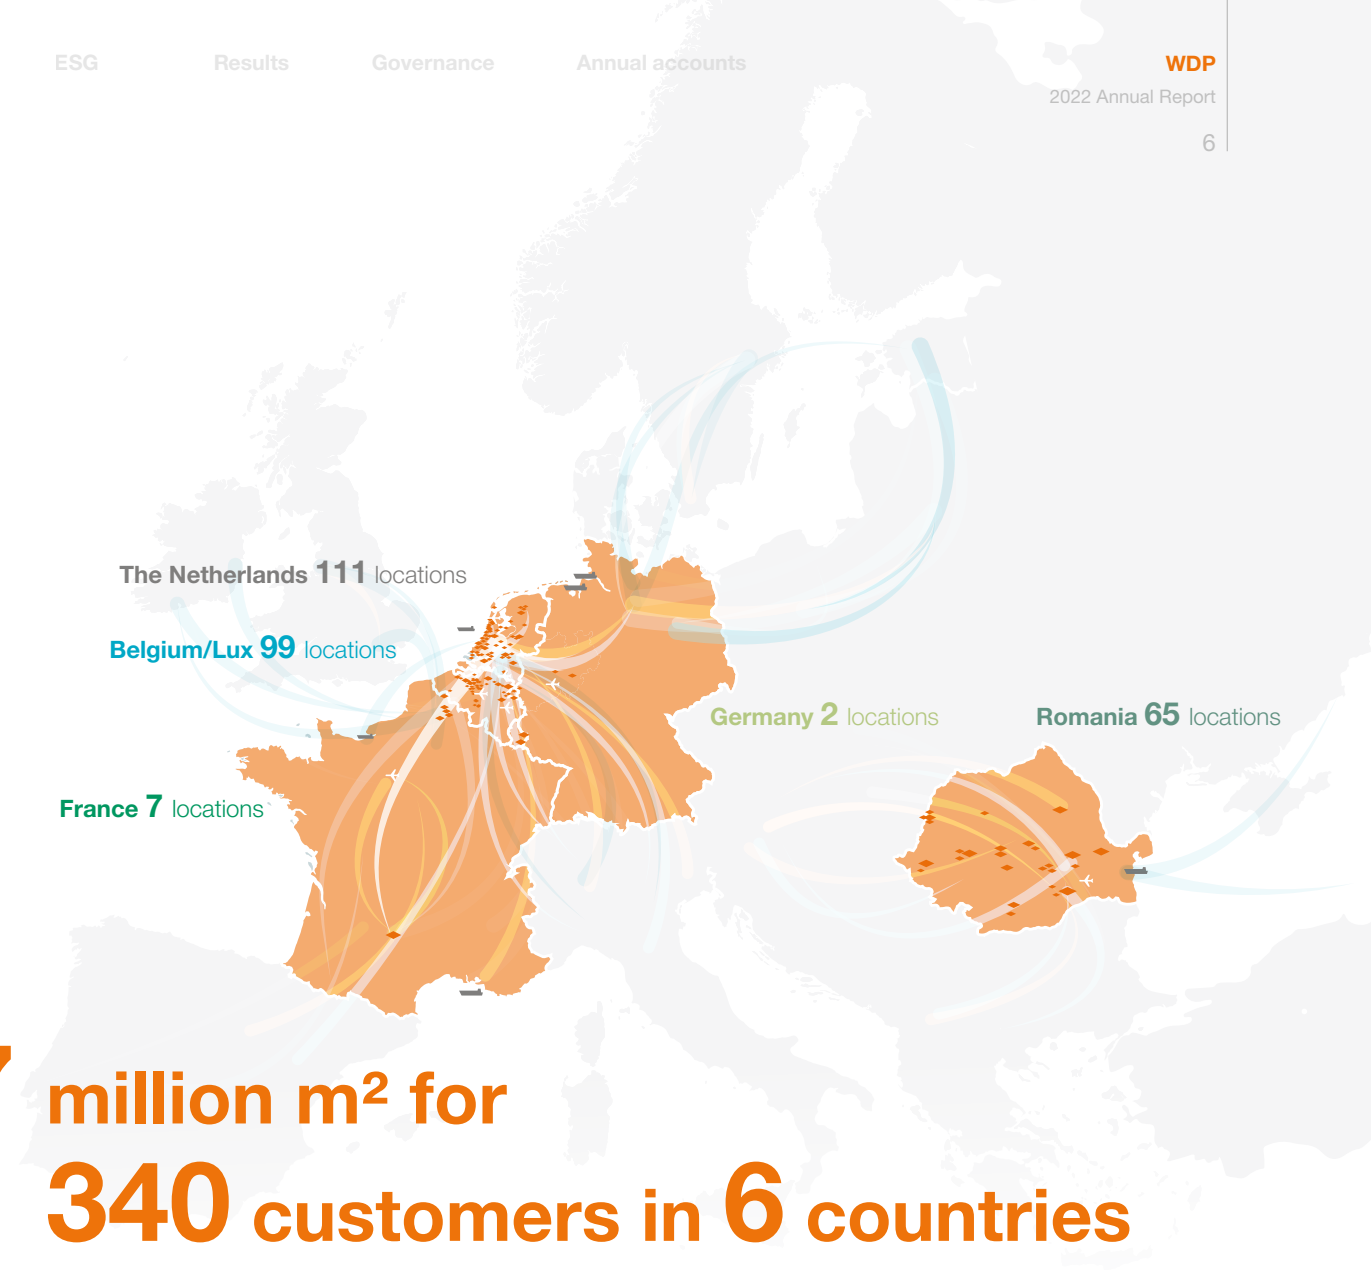 ESG Results Governance Annual accounts
WDP
2022 Annual Report
6
The Netherlands 111 locations
Belgium/Lux 99 locations
Germany 2 locations
Romania 65 locations
France 7 locations
million m² for
340 customers in 6 countries